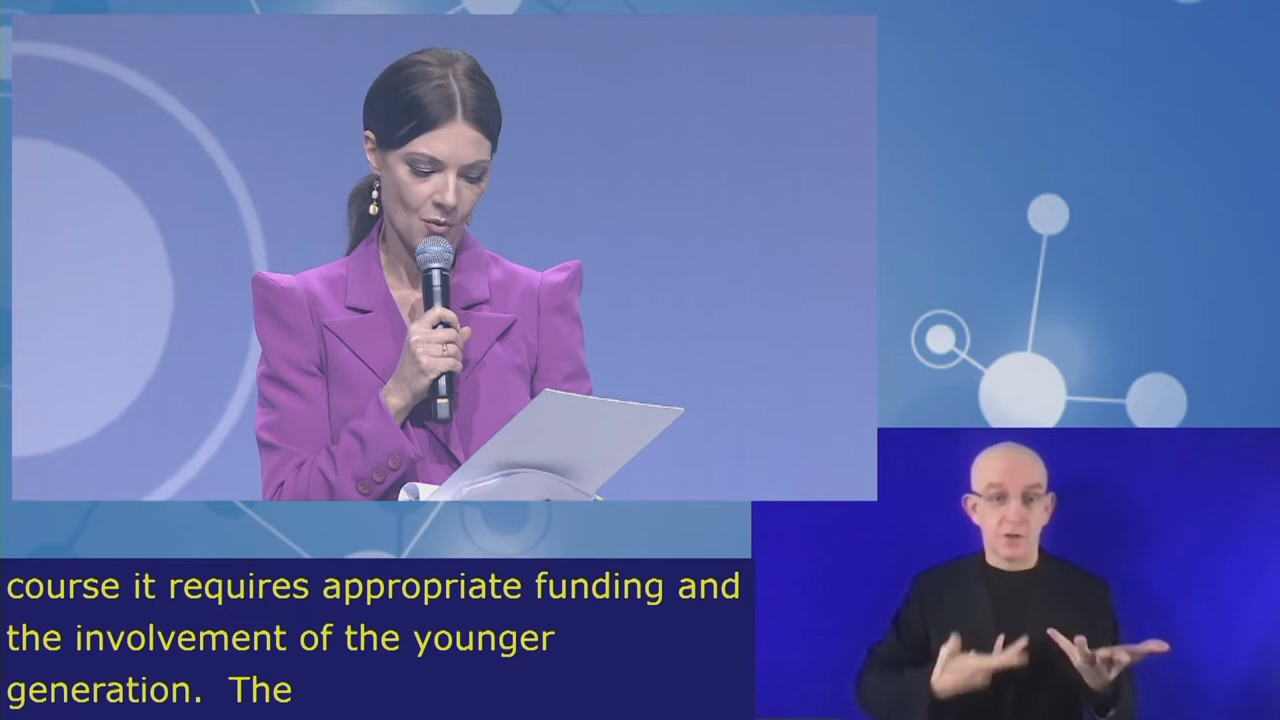 course it requires appropriate funding and
the involvement of the younger
generation.  The